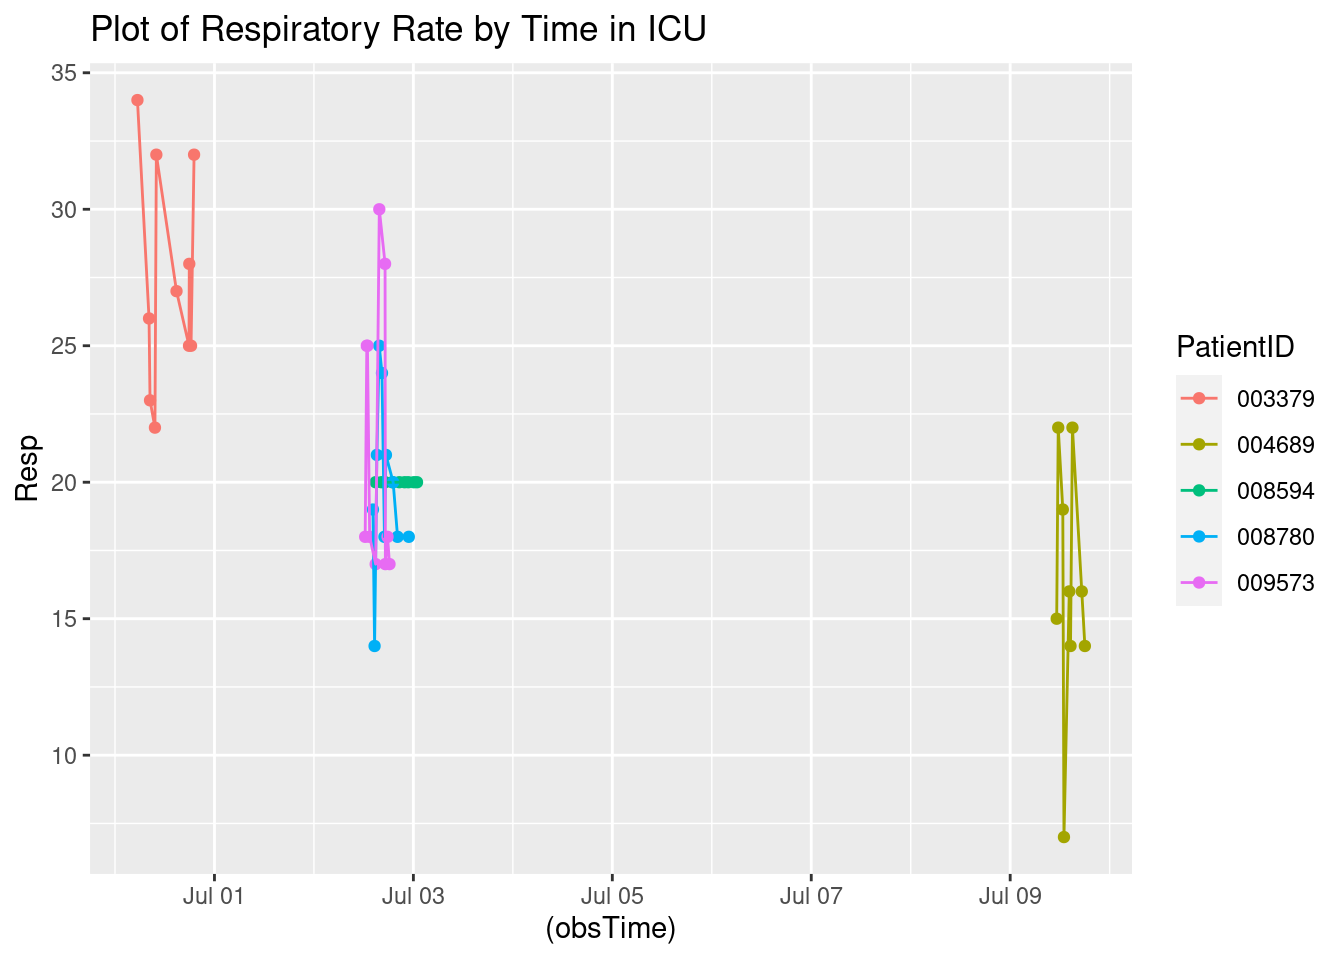 Plot of Respiratory Rate by Time in ICU
35
30
25
20
15
10
Resp
Jul 01
Jul 03
Jul 05
Jul 07
Jul 09
(obsTime)
PatientID
003379
004689
008594
008780
009573